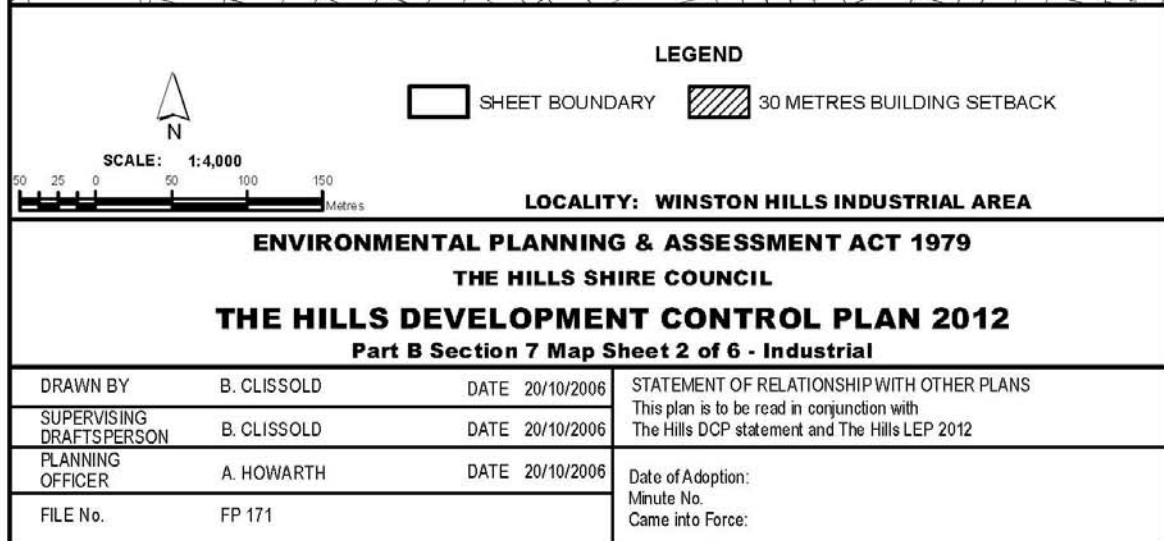 LEGEND
SHEET BOUNDARY 30 METRES BUILDING SETBACK
N
SCALE: 1:4,000
50 25 0 50 100 150
Metres
LOCALITY: WINSTON HILLS INDUSTRIAL AREA
ENVIRONMENTAL PLANNING & ASSESSMENT ACT 1979
THE HILLS SHIRE COUNCIL
THE HILLS DEVELOPMENT CONTROL PLAN 2012
Part B Section 7 Map Sheet 2 of 6 - Industrial
DRAWN BY B. CLISSOLD DATE 20/10/2006
SUPERVISING
DRAFTSPERSON B. CLISSOLD DATE 20/10/2006
PLANNING
OFFICER A. HOWARTH DATE 20/10/2006
FILE No. FP 171
STATEMENT OF RELATIONSHIP WITH OTHER PLANS
This plan is to be read in conjunction with
The Hills DCP statement and The Hills LEP 2012
Date of Adoption:
Minute No.
Came into Force: